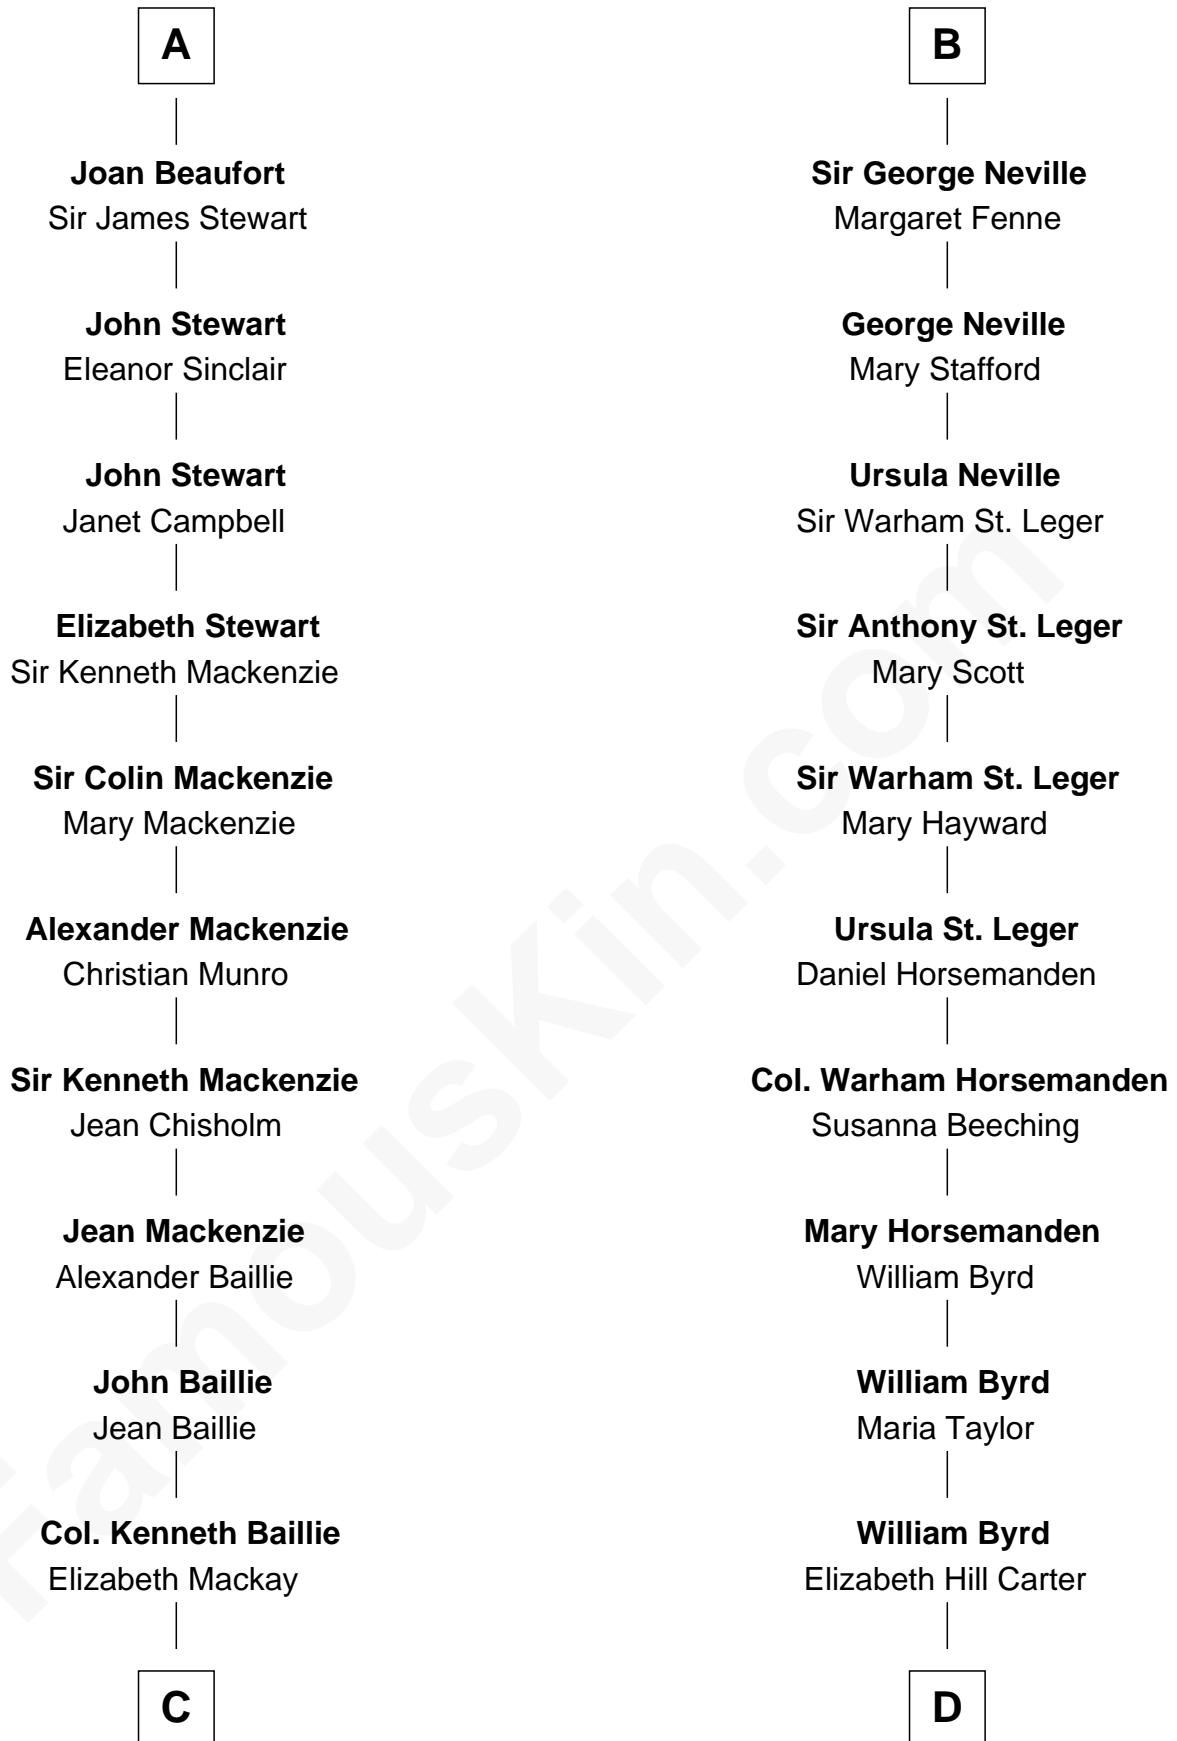 A
Joan Beaufort
Sir James Stewart
John Stewart
Eleanor Sinclair
John Stewart
Janet Campbell
Elizabeth Stewart
Sir Kenneth Mackenzie
Sir Colin Mackenzie
Mary Mackenzie
Alexander Mackenzie
Christian Munro
Sir Kenneth Mackenzie
Jean Chisholm
Jean Mackenzie
Alexander Baillie
John Baillie
Jean Baillie
Col. Kenneth Baillie
Elizabeth Mackay
C
B
Sir George Neville
Margaret Fenne
George Neville
Mary Stafford
Ursula Neville
Sir Warham St. Leger
Sir Anthony St. Leger
Mary Scott
Sir Warham St. Leger
Mary Hayward
Ursula St. Leger
Daniel Horsemanden
Col. Warham Horsemanden
Susanna Beeching
Mary Horsemanden
William Byrd
William Byrd
Maria Taylor
William Byrd
Elizabeth Hill Carter
D
FamousKin.com